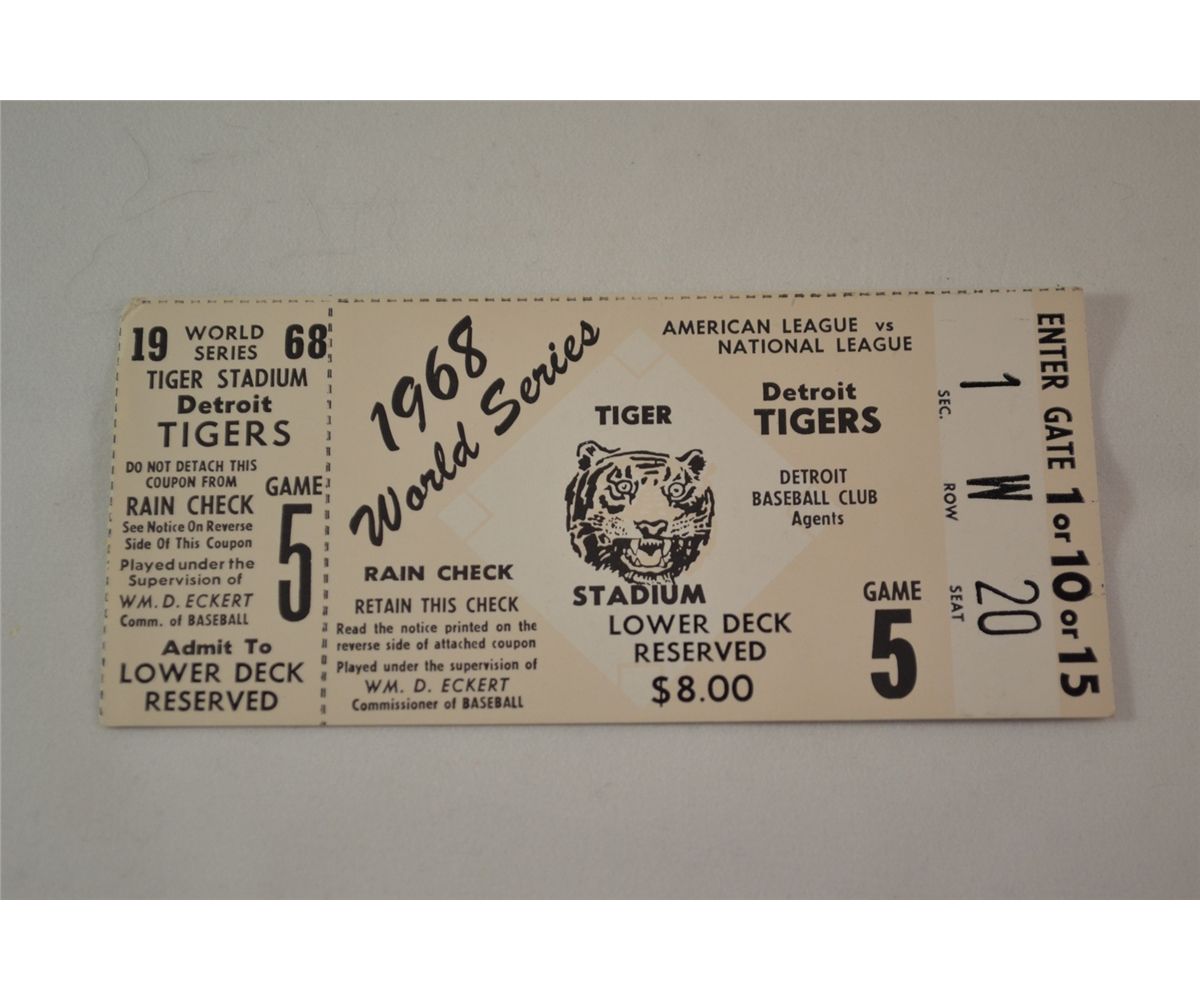 19 WORLD SERIES 68
TIGER STADIUM
Detroit
TIGERS
DO NOT DETACH THIS
COUPON FROM
RAIN CHECK
See Notice On Reverse
Side Of This Coupon
GAME
5
Played under the
Supervision of
WM. D. ECKERT
Comm. of BASEBALL
Admit To
LOWER DECK
RESERVED
1968
World Series
RAIN CHECK
RETAIN THIS CHECK
Read the notice printed on the
reverse side of attached coupon
Played under the supervision of
WM. D. ECKERT
Commissioner of BASEBALL
TIGER
STADIUM
LOWER DECK
RESERVED
$8.00
AMERICAN LEAGUE vs
NATIONAL LEAGUE
Detroit
TIGERS
DETROIT
BASEBALL CLUB
Agents
GAME
5
SEC. 1
ROW W
SEAT 20
ENTER GATE 1 or 10 or 15